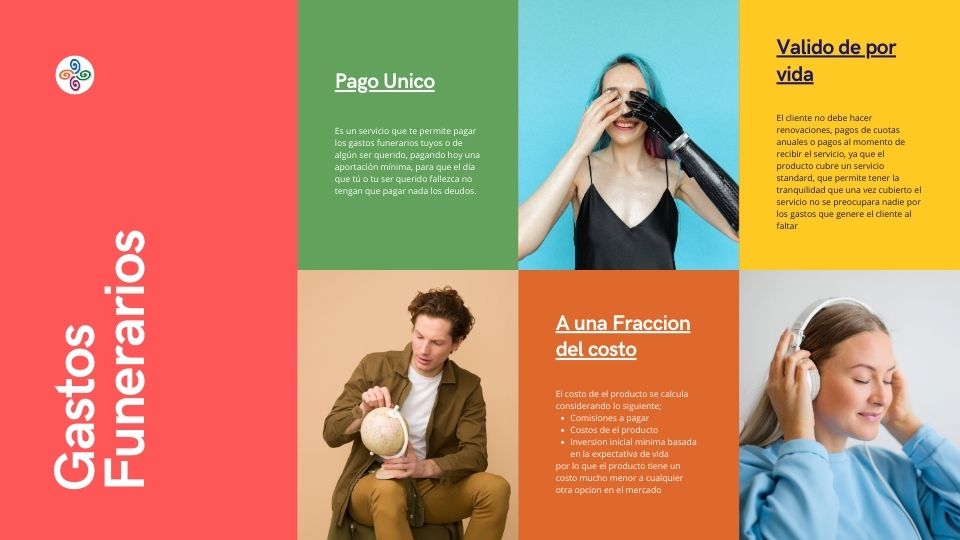 Gastos
Funerarios
Pago Unico
Es un servicio que te permite pagar
los gastos funerarios tuyos o de
algún ser querido, pagando hoy una
aportación mínima, para que el día
que tú o tu ser querido fallezca no
tengan que pagar nada los deudos.
Valido de por
vida
El cliente no debe hacer
renovaciones, pagos de cuotas
anuales o pagos al momento de
recibir el servicio, ya que el
producto cubre un servicio
standard, que permite tener la
tranquilidad que una vez cubierto el
servicio no se preocupara nadie por
los gastos que genere el cliente al
faltar
A una Fraccion
del costo
El costo de el producto se calcula
considerando lo siguiente;
• Comisiones a pagar
• Costos de el producto
• Inversion inicial minima basada
en la expectativa de vida
por lo que el producto tiene un
costo mucho menor a cualquier
otra opcion en el mercado